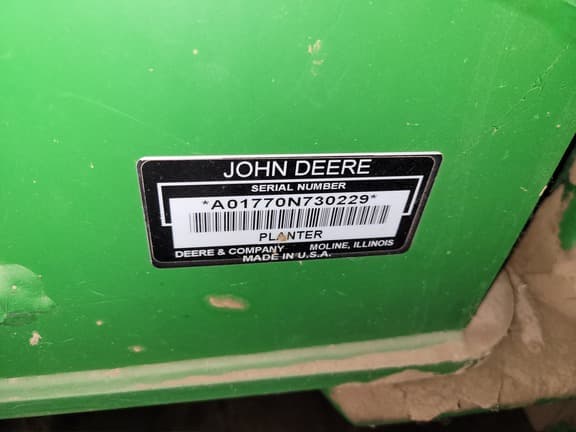 JOHN DEERE
SERIAL NUMBER
*A01770N730229*
PLANTER
DEERE & COMPANY MOLINE, ILLINOIS
MADE IN U.S.A.